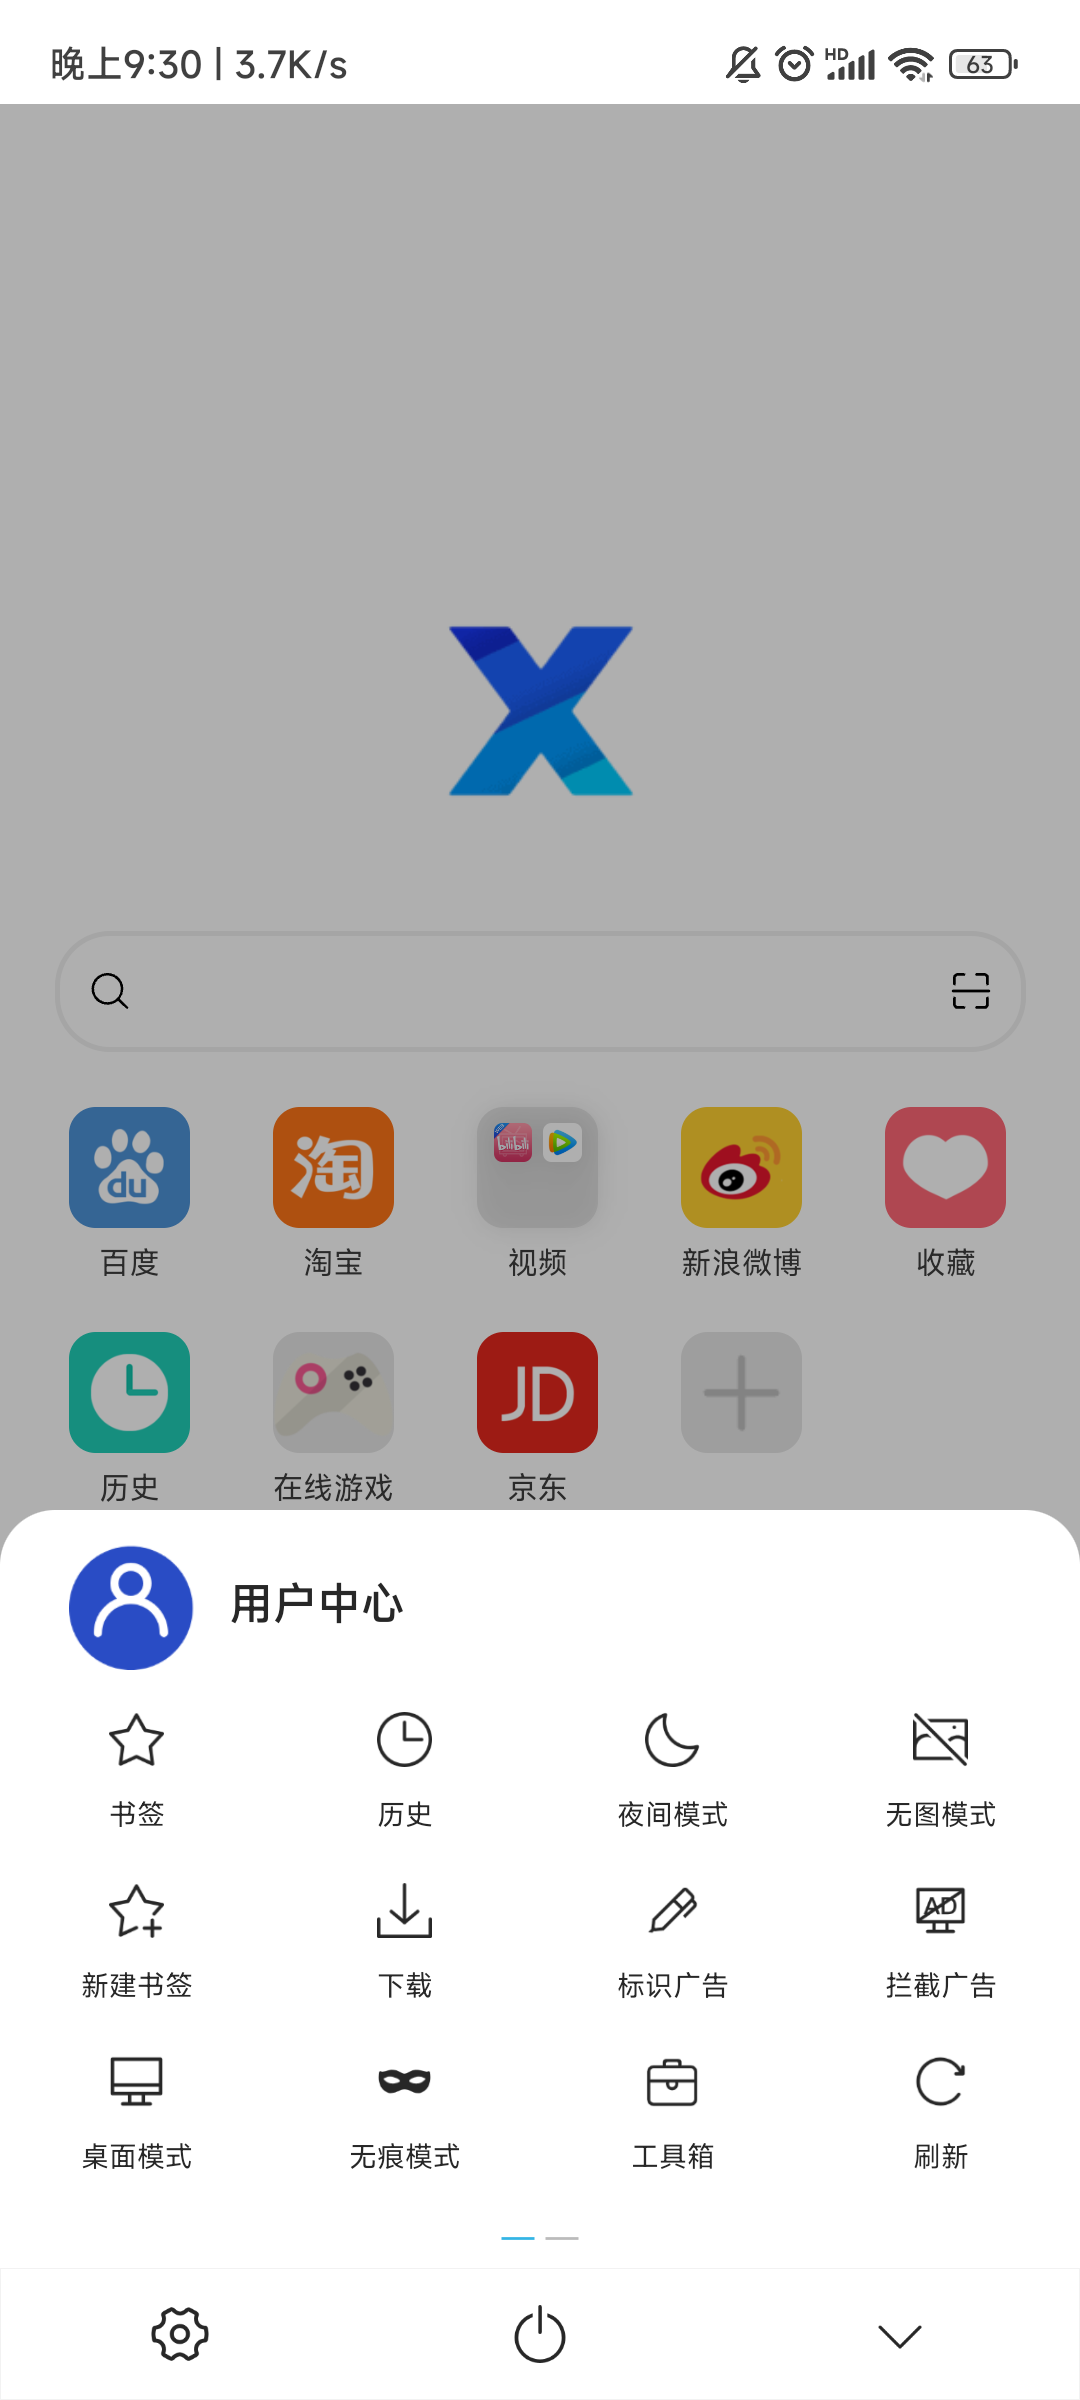 晚上9:30 | 3.7K/s HD 63
X
du 淘 bilibili
百度 淘宝 视频 新浪微博 收藏
JD
历史 在线游戏 京东
用户中心
书签 历史 夜间模式 无图模式
AD
新建书签 下载 标识广告 拦截广告
桌面模式 无痕模式 工具箱 刷新